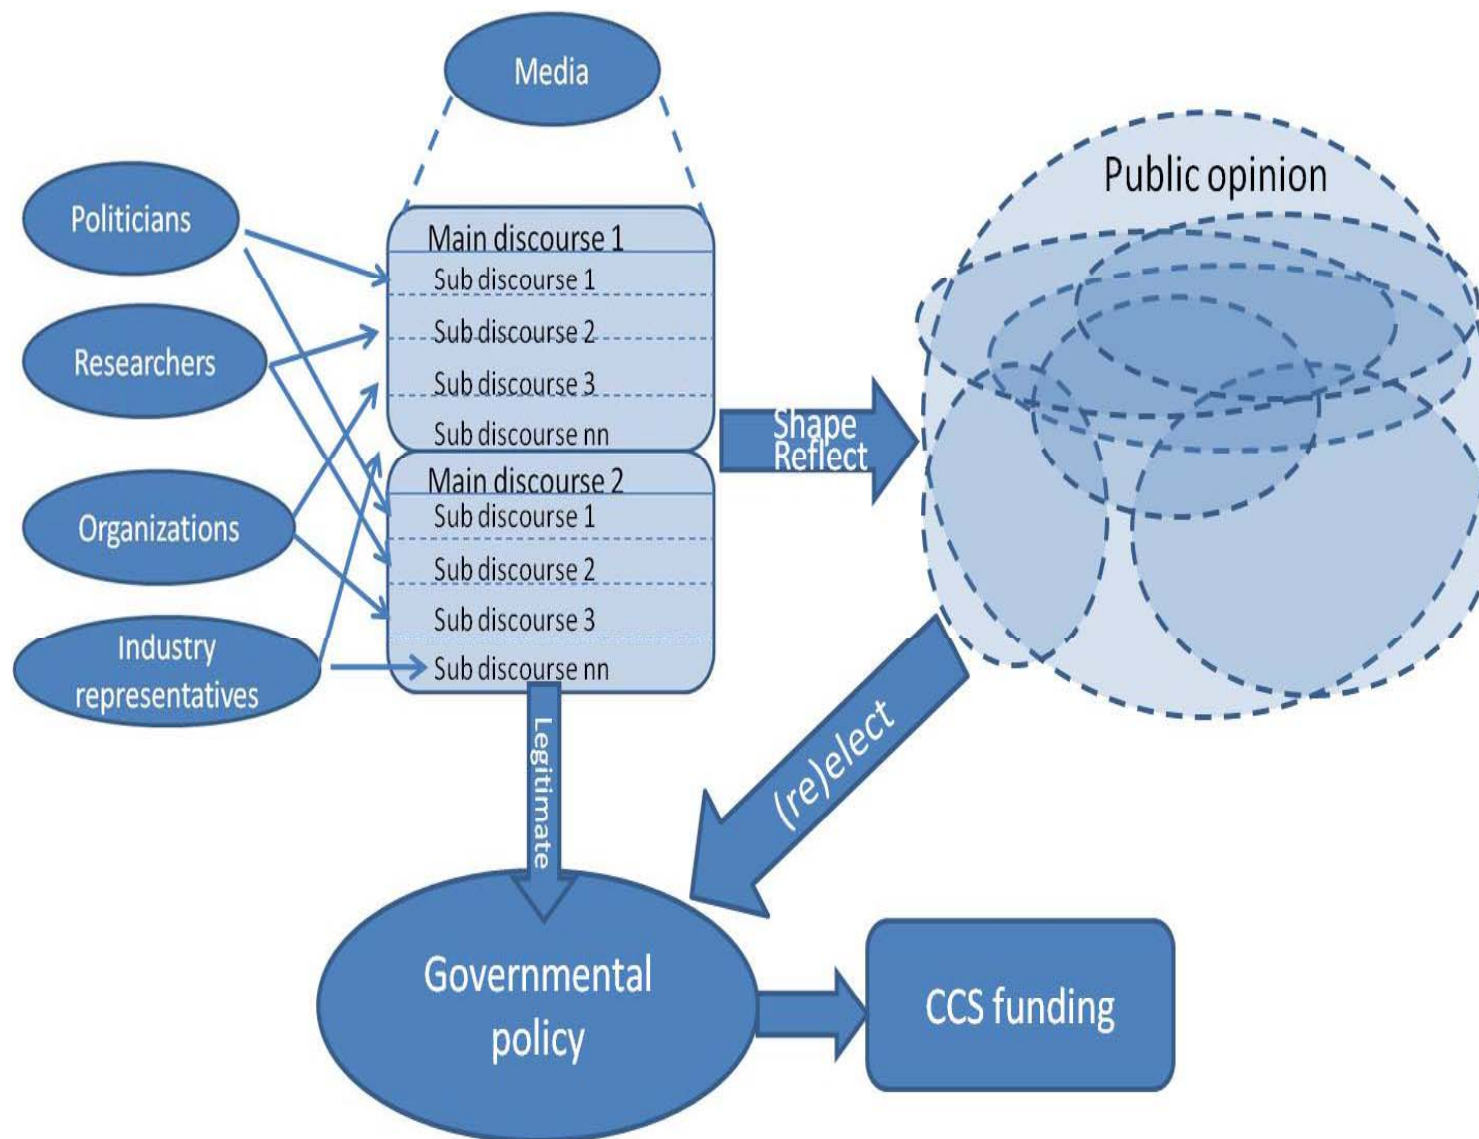 Media
Politicians
Researchers
Organizations
Industry
representatives
Main discourse 1
Sub discourse 1
Sub discourse 2
Sub discourse 3
Sub discourse nn
Main discourse 2
Sub discourse 1
Sub discourse 2
Sub discourse 3
Sub discourse nn
Shape
Reflect
Public opinion
Legitimate
(re)elect
Governmental
policy
CCS funding